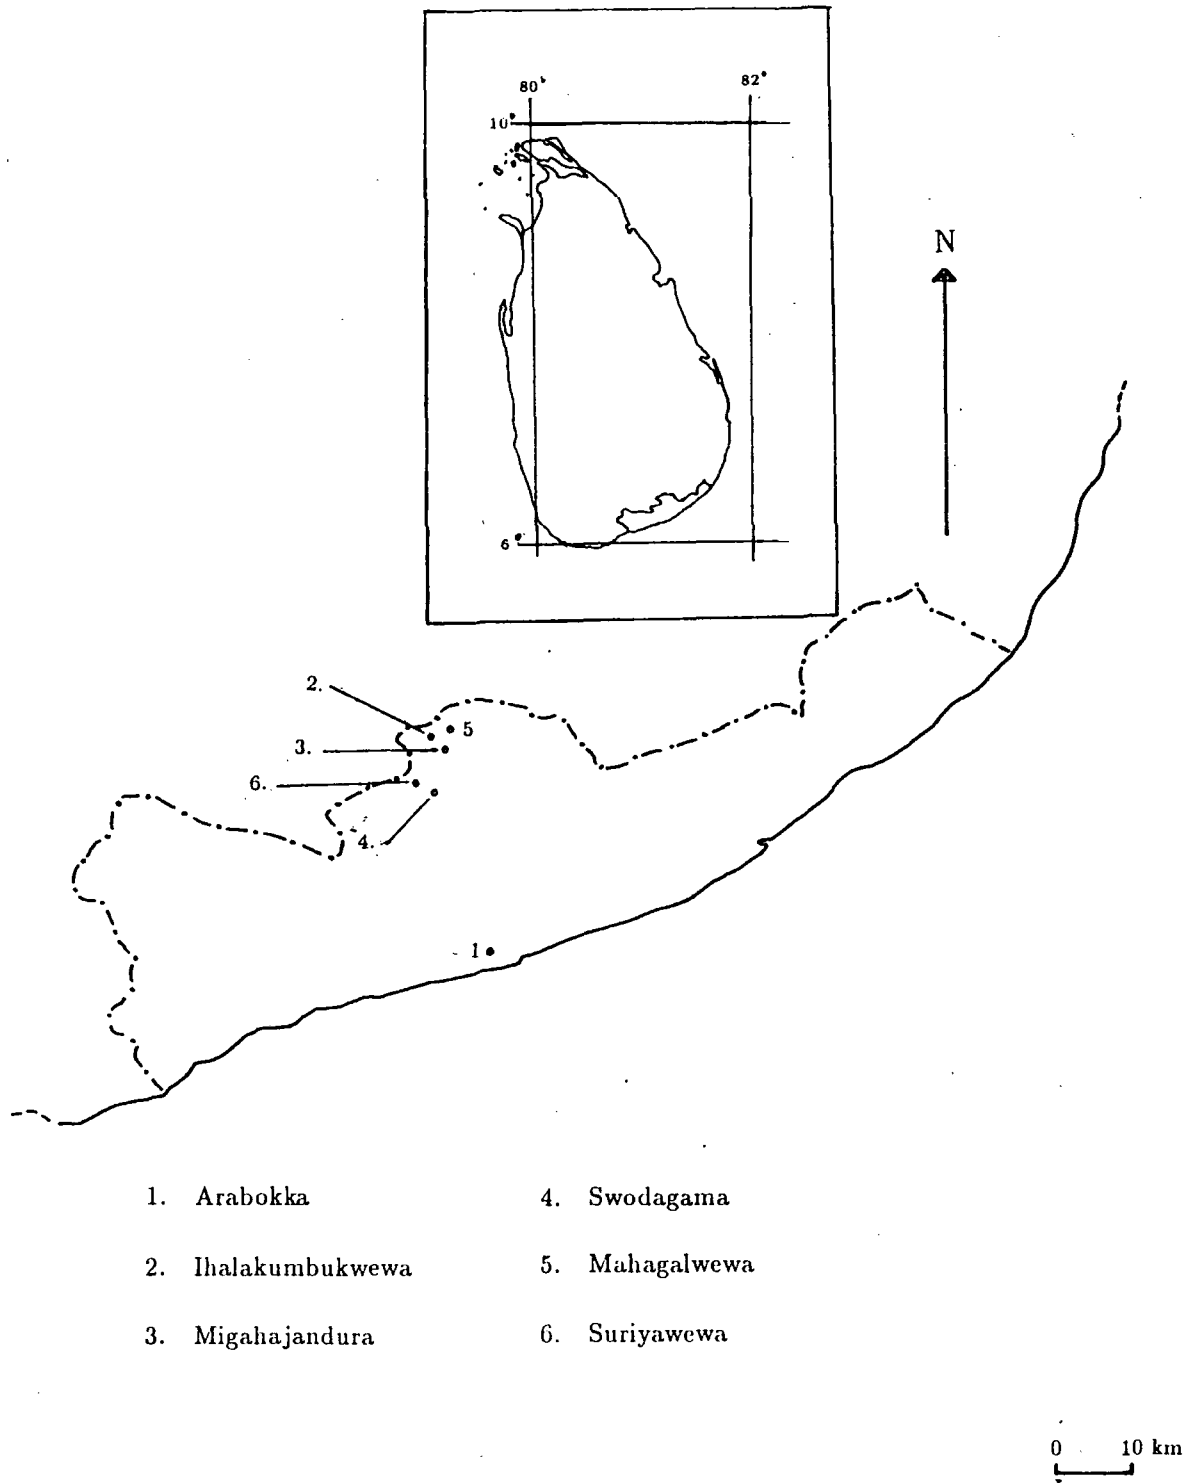 80° 82°
10°
N
6°
2.
5
3.
6.
4.
1
1. Arabokka 4. Swodagama
2. Ihalakumbukwewa 5. Mahagalwewa
3. Migahajandura 6. Suriyawewa
0 10 km